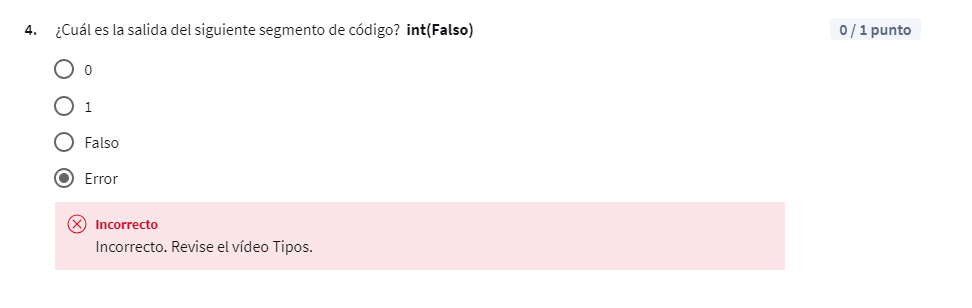 4. ¿Cuál es la salida del siguiente segmento de código? int(Falso) 0 / 1 punto
0
1
Falso
Error
Incorrecto
Incorrecto. Revise el vídeo Tipos.